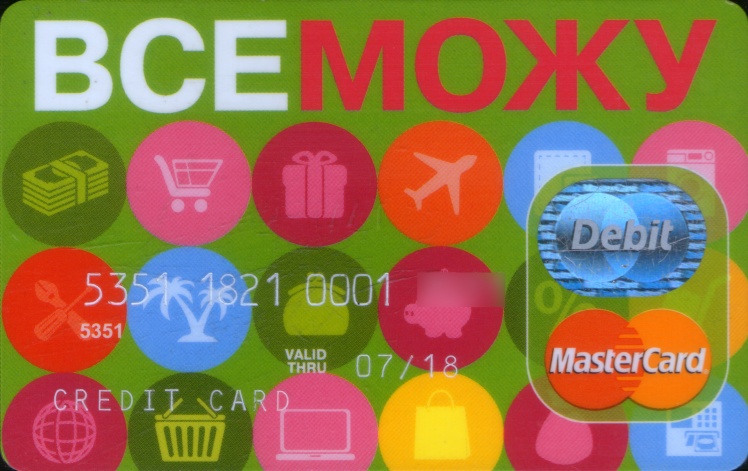 ВСЕМОЖУ
Debit
5351 1821 0001
5351
VALID
THRU 07/18
MasterCard
CREDIT CARD